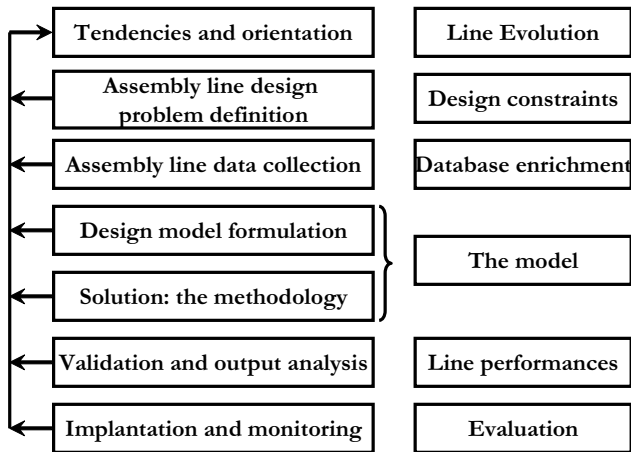 Tendencies and orientation
Line Evolution
Assembly line design
problem definition
Design constraints
Assembly line data collection
Database enrichment
Design model formulation
Solution: the methodology
The model
Validation and output analysis
Line performances
Implantation and monitoring
Evaluation